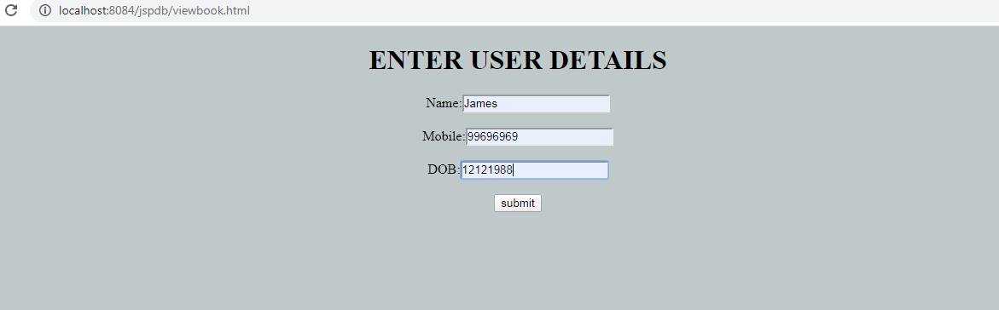 localhost:8084/jspdb/viewbook.html
ENTER USER DETAILS
Name:James
Mobile:99696969
DOB:12121988
submit